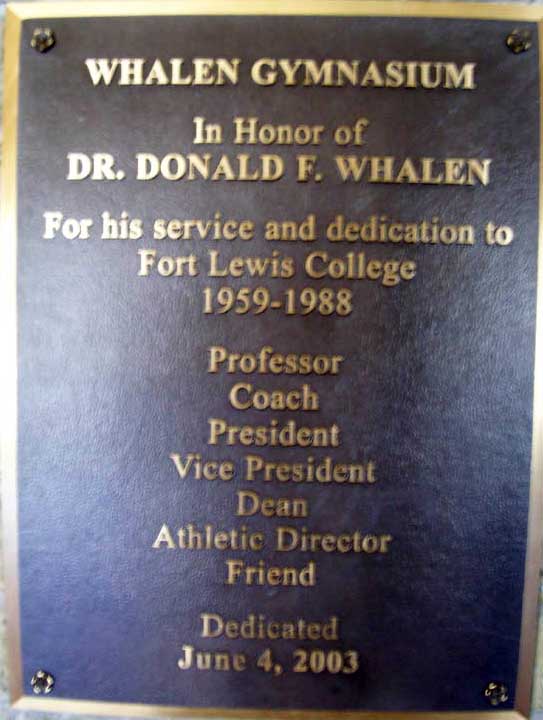 WHALEN GYMNASIUM
In Honor of
DR. DONALD F. WHALEN
For his service and dedication to
Fort Lewis College
1959-1988
Professor
Coach
President
Vice President
Dean
Athletic Director
Friend
Dedicated
June 4, 2003